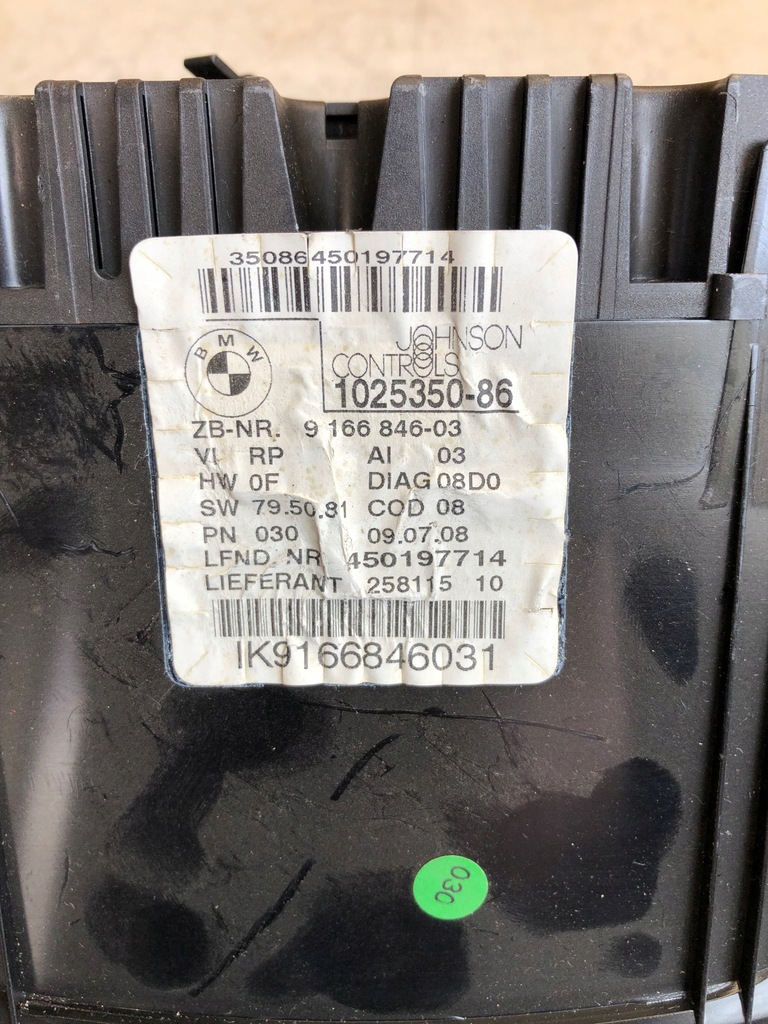 35086450197714
BMW
JOHNSON
CONTROLS
1025350-86
ZB-NR. 9 166 846-03
VI RP AI 03
HW 0F DIAG 08D0
SW 79.50.81 COD 08
PN 030 09.07.08
LFND NR 450197714
LIEFERANT 258115 10
IK9166846031
030